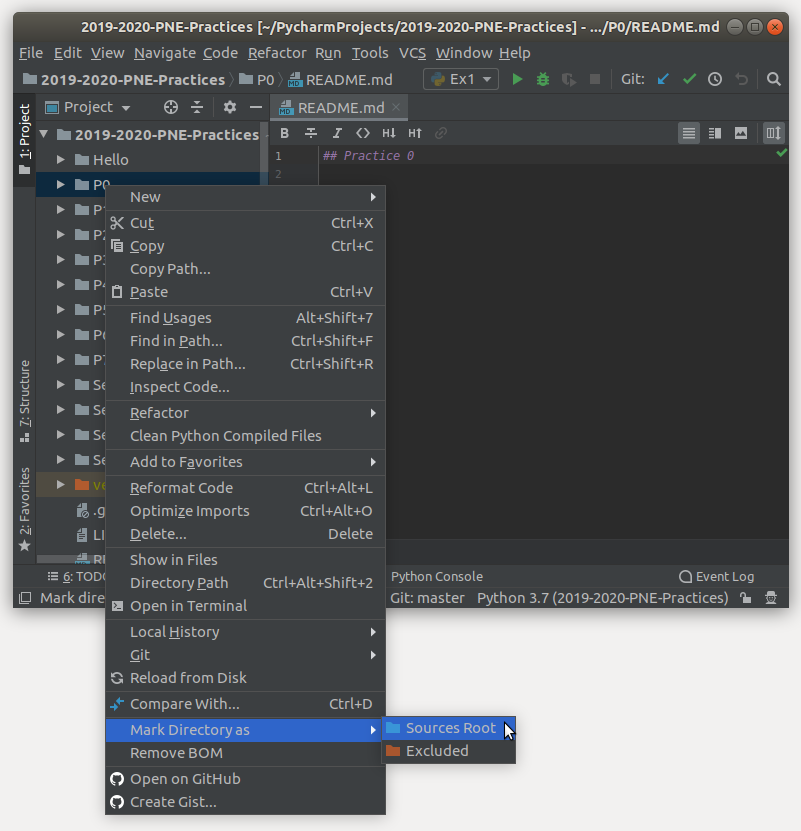 2019-2020-PNE-Practices [~/PycharmProjects/2019-2020-PNE-Practices] - .../P0/README.md
File Edit View Navigate Code Refactor Run Tools VCS Window Help
2019-2020-PNE-Practices P0 README.md Ex1 Git:
1: Project
Project
README.md
2019-2020-PNE-Practices
B I <> H↓ H↑
Hello
1 ## Practice 0
2
P0
P1
P2
P3
P4
P5
P6
P7
Se
Se
Se
Se
ve
.g
LI
RE
7: Structure
2: Favorites
New
Cut Ctrl+X
Copy Ctrl+C
Copy Path...
Paste Ctrl+V
Find Usages Alt+Shift+7
Find in Path... Ctrl+Shift+F
Replace in Path... Ctrl+Shift+R
Inspect Code...
Refactor
Clean Python Compiled Files
Add to Favorites
Reformat Code Ctrl+Alt+L
Optimize Imports Ctrl+Alt+O
Delete... Delete
Show in Files
Directory Path Ctrl+Alt+Shift+2
Open in Terminal
Local History
Git
Reload from Disk
Compare With... Ctrl+D
Mark Directory as
Remove BOM
Open on GitHub
Create Gist...
Sources Root
Excluded
6: TODO Python Console Event Log
Mark dire Git: master Python 3.7 (2019-2020-PNE-Practices)